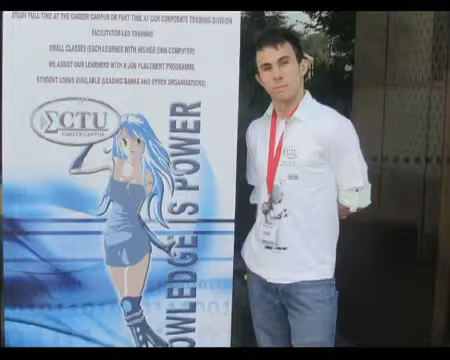 STUDY FULL TIME AT THE CAREER CAMPUS OR PART TIME AT OUR CORPORATE TRAINING DIVISION
FACILITATOR-LED TRAINING
SMALL CLASSES (EACH LEARNER WITH HIS/HER OWN COMPUTER)
WE ASSIST OUR LEARNERS WITH A JOB PLACEMENT PROGRAMME
STUDENT LOANS AVAILABLE (LEADING BANKS AND OTHER ORGANISATIONS)
ΣCTU
CAREER CAMPUS
OWLEDGE IS POWER
ΣCTU